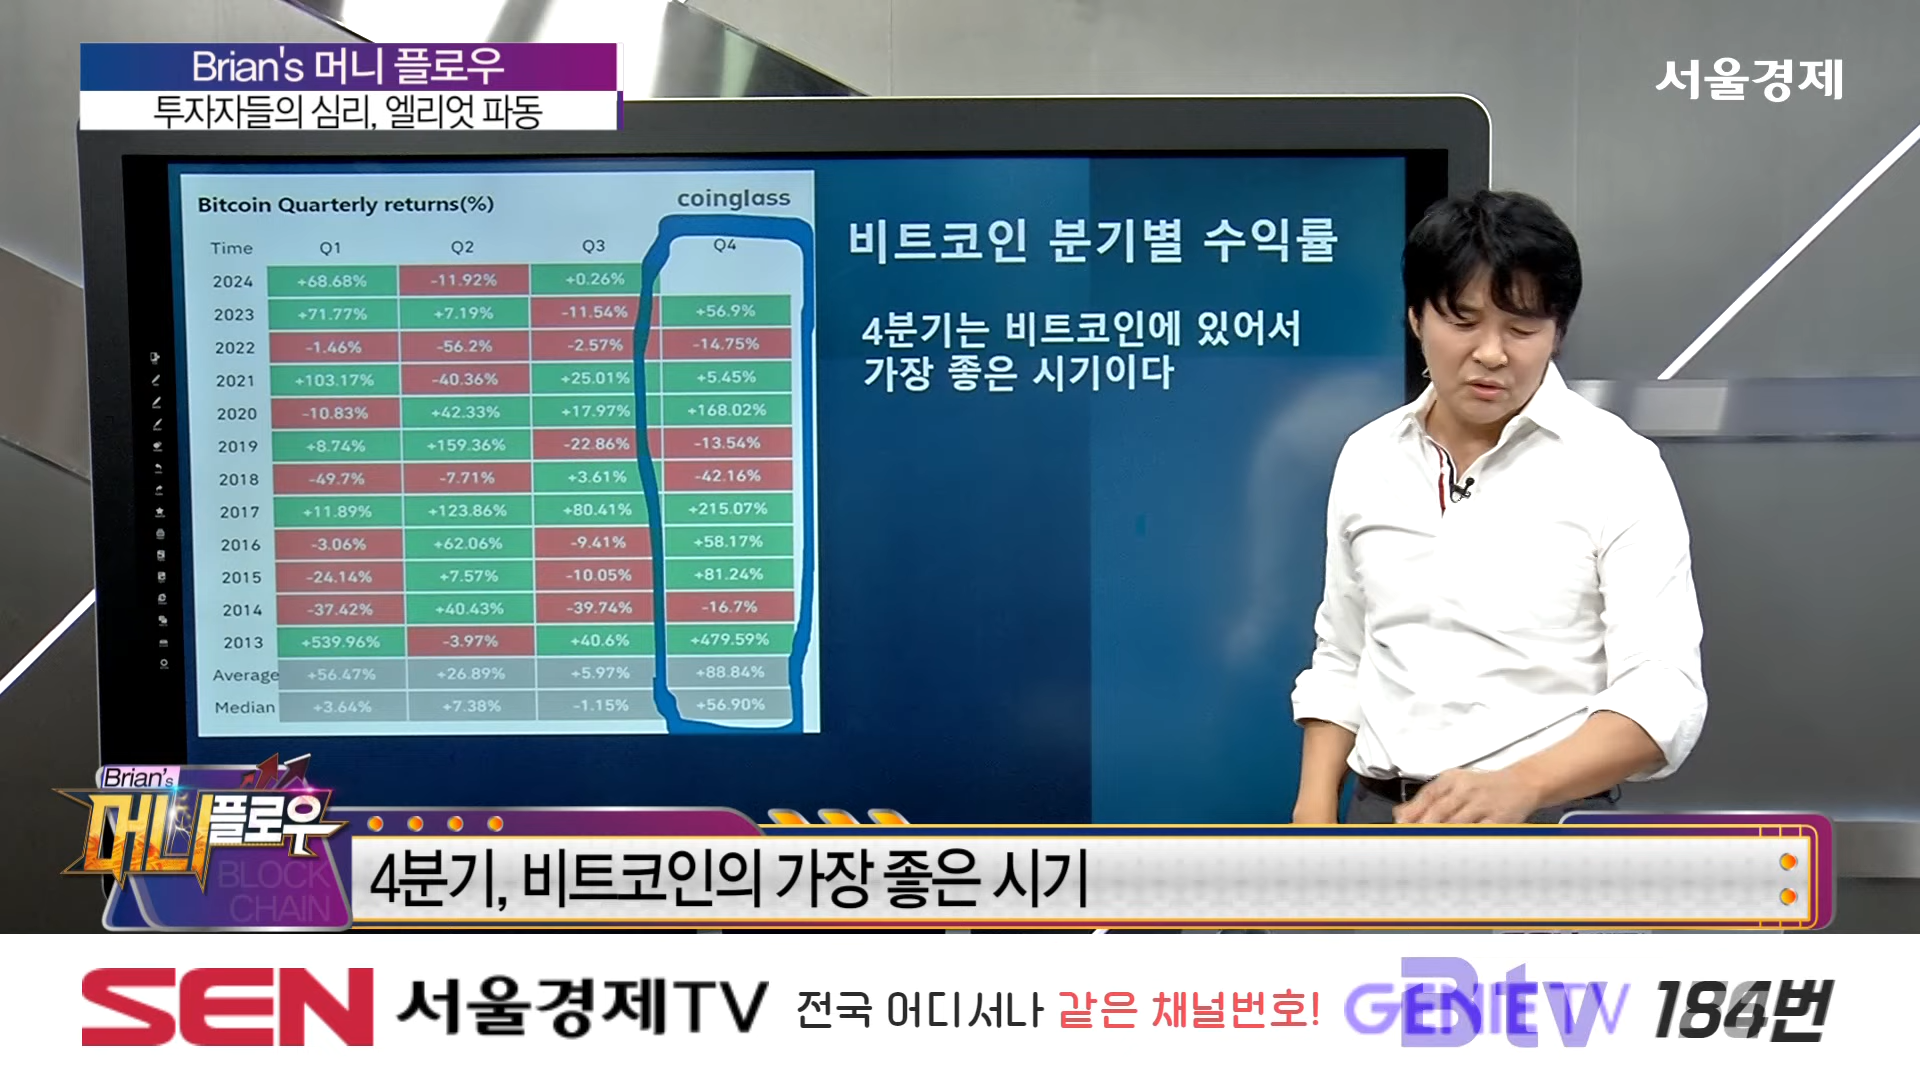 Brian's 머니 플로우
투자자들의 심리, 엘리엇 파동
서울경제
Bitcoin Quarterly returns(%)
coinglass
Time Q1 Q2 Q3 Q4
2024 +68.68% -11.92% +0.26%
2023 +71.77% +7.19% -11.54% +56.9%
2022 -1.46% -56.2% -2.57% -14.75%
2021 +103.17% -40.36% +25.01% +5.45%
2020 -10.83% +42.33% +17.97% +168.02%
2019 +8.74% +159.36% -22.86% -13.54%
2018 -49.7% -7.71% +3.61% -42.16%
2017 +11.89% +123.86% +80.41% +215.07%
2016 -3.06% +62.06% -9.41% +58.17%
2015 -24.14% +7.57% -10.05% +81.24%
2014 -37.42% +40.43% -39.74% -16.7%
2013 +539.96% -3.97% +40.6% +479.59%
Average +56.47% +26.89% +5.97% +88.84%
Median +3.64% +7.38% -1.15% +56.90%
비트코인 분기별 수익률
4분기는 비트코인에 있어서
가장 좋은 시기이다
Brian's
머니플로우
BLOCK
CHAIN
4분기, 비트코인의 가장 좋은 시기
SEN 서울경제TV 전국 어디서나 같은 채널번호! GENIE TV 184번